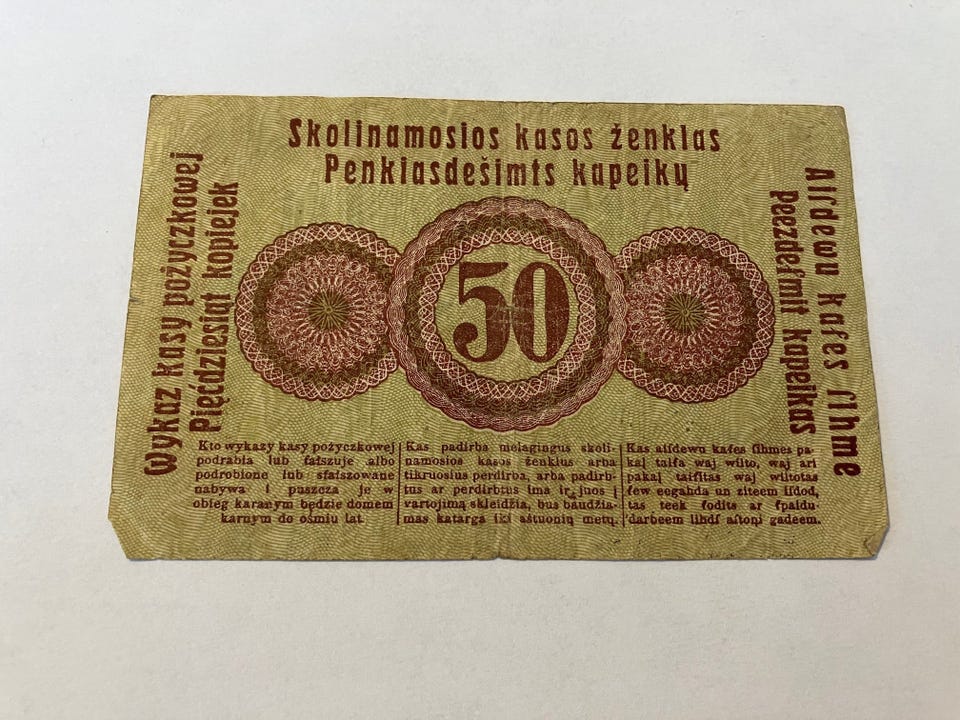 Skolinamosios kasos ženklas
Penkiasdešimts kapeikų
Wykaz kasy pożyczkowej
Pięćdziesiąt kopiejek
50
Aiſdewu kaſes ſihme
Peezdeſmit kapeikas
Kto wykazy kasy pożyczkowej
podrabia lub fałszuje albo
podrobione lub sfałszowane
nabywa i puszcza je w
obieg karanym będzie domem
karnym do ośmiu lat.
Kas padirba melagingus skoli-
namosios kasos ženklus arba
tikruosius perdirba, arba padirb-
tus ar perdirbtus ima ir juos į
vartojimą skleidžia, bus baudžia-
mas katarga iki aštuonių metų.
Kas aiſdewu kaſes ſihmes pa-
kaļ taiſa waj wilto, waj ari
pakaļ taiſitas waj wiltotas
ſew eegahda un ziteem iſdod,
tas teek ſodits ar ſpaidu
darbeem lihdſ aſtoņi gadeem.